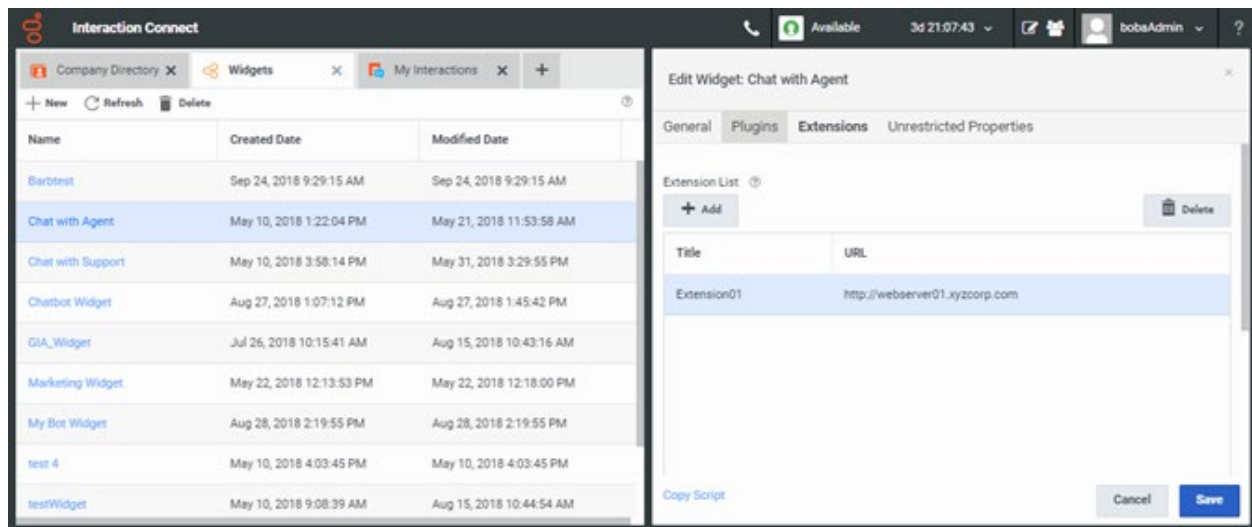 Interaction Connect
Available 3d 21:07:43 bobaAdmin ?
Company Directory X Widgets X My Interactions X +
+ New Refresh Delete
Name Created Date Modified Date
Barbtest Sep 24, 2018 9:29:15 AM Sep 24, 2018 9:29:15 AM
Chat with Agent May 10, 2018 1:22:04 PM May 21, 2018 11:53:58 AM
Chat with Support May 10, 2018 3:58:14 PM May 31, 2018 3:29:55 PM
Chatbot Widget Aug 27, 2018 1:07:12 PM Aug 27, 2018 1:45:42 PM
GIA_Widget Jul 26, 2018 10:15:41 AM Aug 15, 2018 10:43:16 AM
Marketing Widget May 22, 2018 12:13:53 PM May 22, 2018 12:18:00 PM
My Bot Widget Aug 28, 2018 2:19:55 PM Aug 28, 2018 2:19:55 PM
test 4 May 10, 2018 4:03:45 PM May 10, 2018 4:03:45 PM
testWidget May 10, 2018 9:08:39 AM Aug 15, 2018 10:44:54 AM
Edit Widget: Chat with Agent
General Plugins Extensions Unrestricted Properties
Extension List
+ Add Delete
Title URL
Extension01 http://webserver01.xyzcorp.com
Copy Script Cancel Save